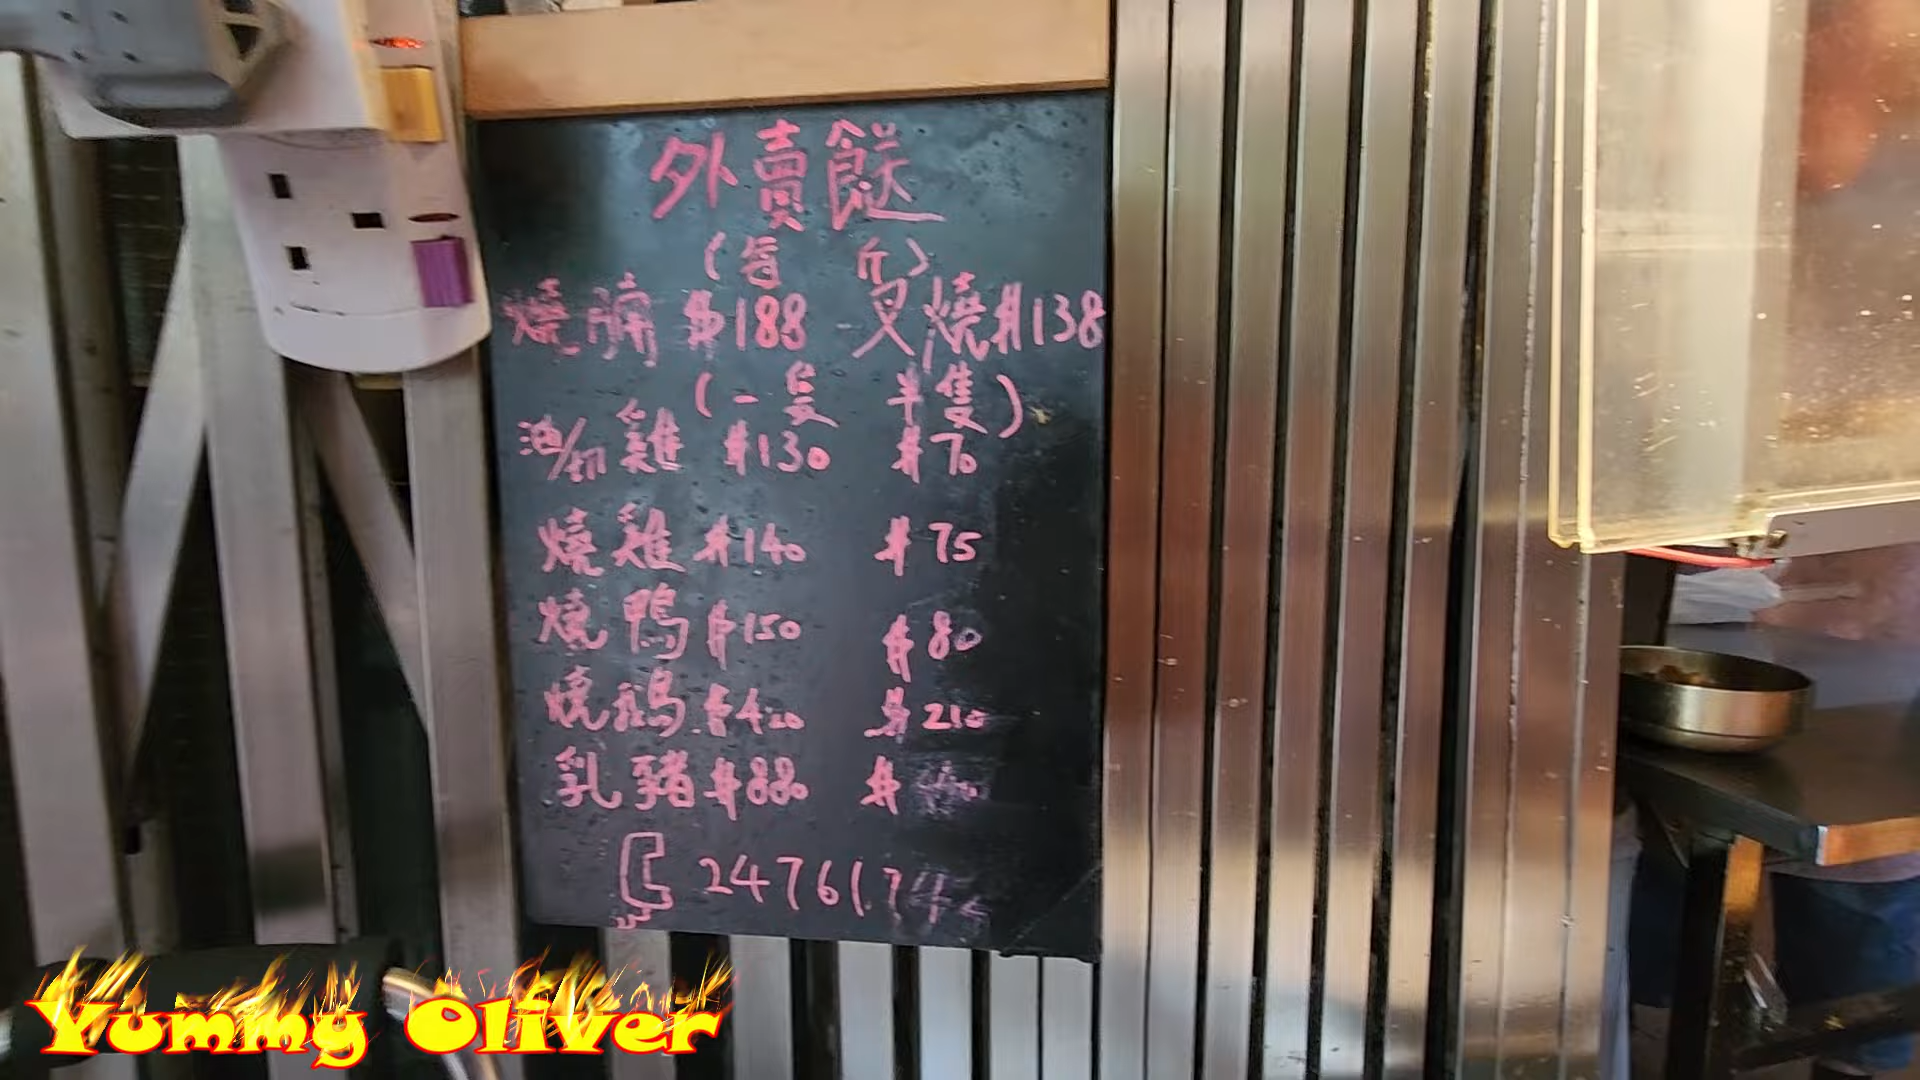 外賣餸
(每 斤)
燒腩 $188 叉燒 $138
(一隻 半隻)
油/切雞 $130 $70
燒雞 $140 $75
燒鴨 $150 $80
燒鵝 $420 $210
乳豬 $880 $
2476174
Yummy Oliver